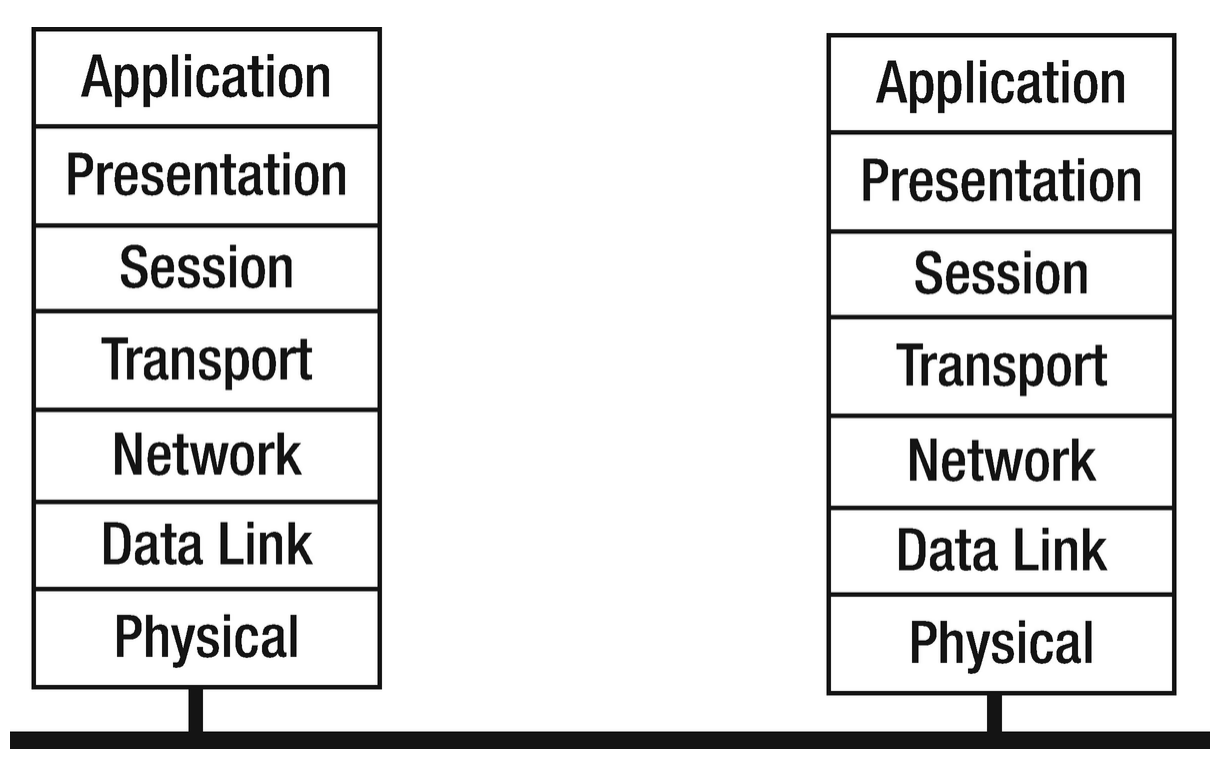 Application
Presentation
Session
Transport
Network
Data Link
Physical
Application
Presentation
Session
Transport
Network
Data Link
Physical